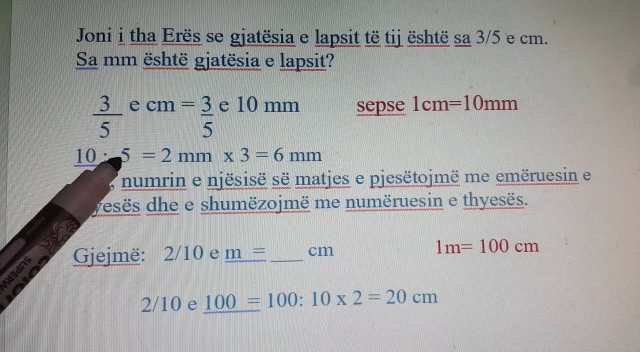 Joni i tha Erës se gjatësia e lapsit të tij është sa 3/5 e cm.
Sa mm është gjatësia e lapsit?
3 e cm = 3 e 10 mm sepse 1cm=10mm
5 5
10 : 5 = 2 mm x 3 = 6 mm
, numrin e njësisë së matjes e pjesëtojmë me emëruesin e
yesës dhe e shumëzojmë me numëruesin e thyesës.
Gjejmë: 2/10 e m = ___ cm 1m= 100 cm
2/10 e 100 = 100: 10 x 2 = 20 cm